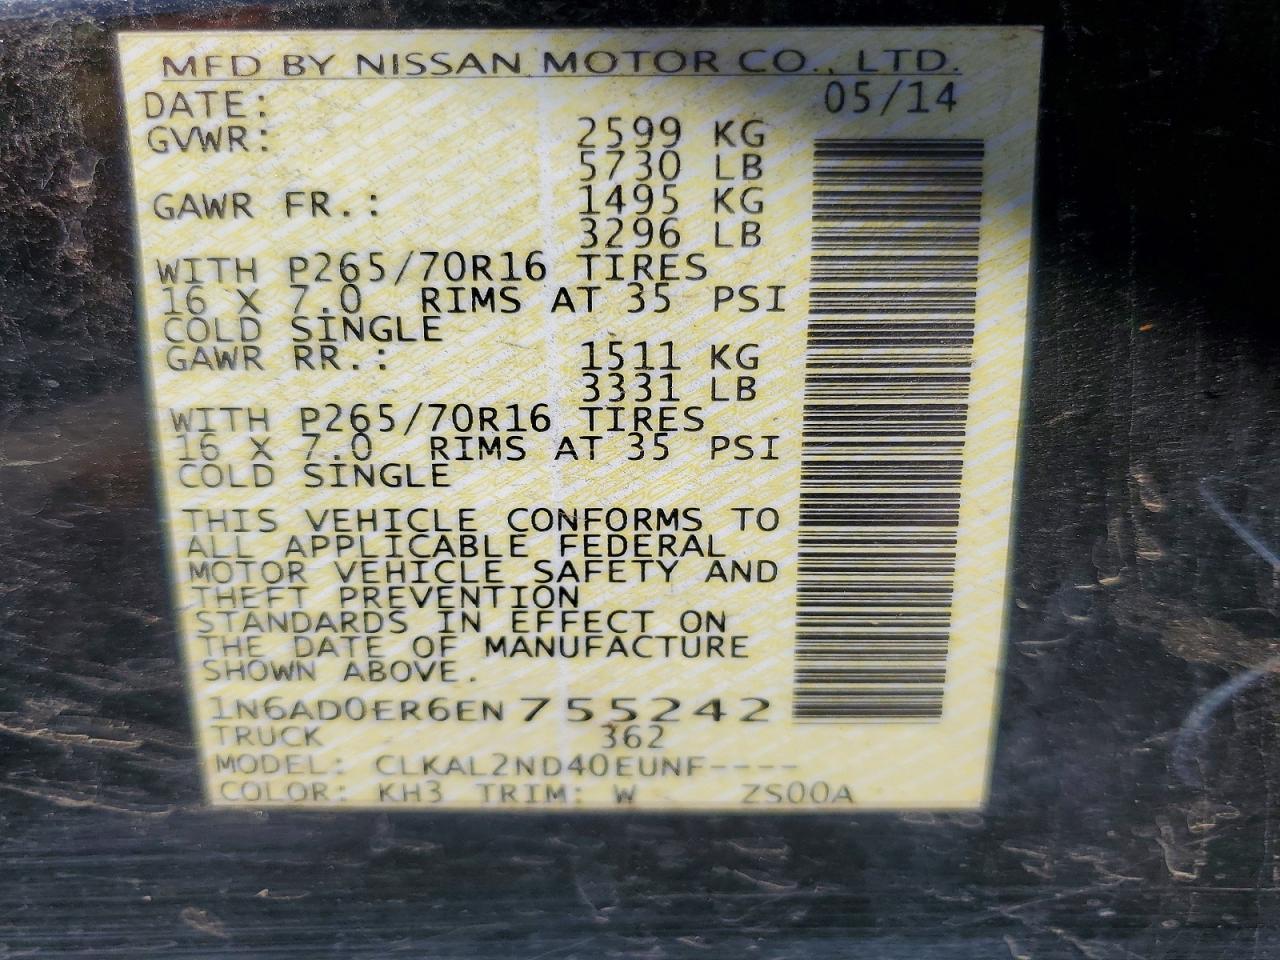 MFD BY NISSAN MOTOR CO., LTD.
DATE: 05/14
GVWR: 2599 KG
5730 LB
GAWR FR.: 1495 KG
3296 LB
WITH P265/70R16 TIRES
16 X 7.0 RIMS AT 35 PSI
COLD SINGLE
GAWR RR.: 1511 KG
3331 LB
WITH P265/70R16 TIRES
16 X 7.0 RIMS AT 35 PSI
COLD SINGLE
THIS VEHICLE CONFORMS TO
ALL APPLICABLE FEDERAL
MOTOR VEHICLE SAFETY AND
THEFT PREVENTION
STANDARDS IN EFFECT ON
THE DATE OF MANUFACTURE
SHOWN ABOVE.
1N6AD0ER6EN755242
TRUCK 362
MODEL: CLKAL2ND40EUNF----
COLOR: KH3 TRIM: W ZS00A